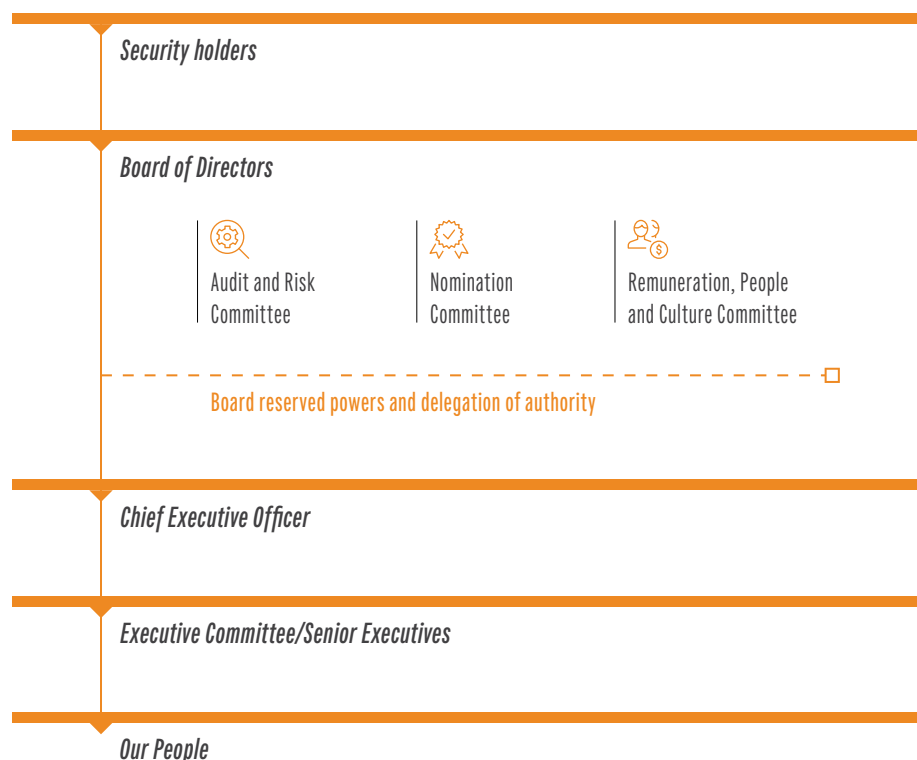 Security holders
Board of Directors
Audit and Risk
Committee
Nomination
Committee
Remuneration, People
and Culture Committee
Board reserved powers and delegation of authority
Chief Executive Officer
Executive Committee/Senior Executives
Our People